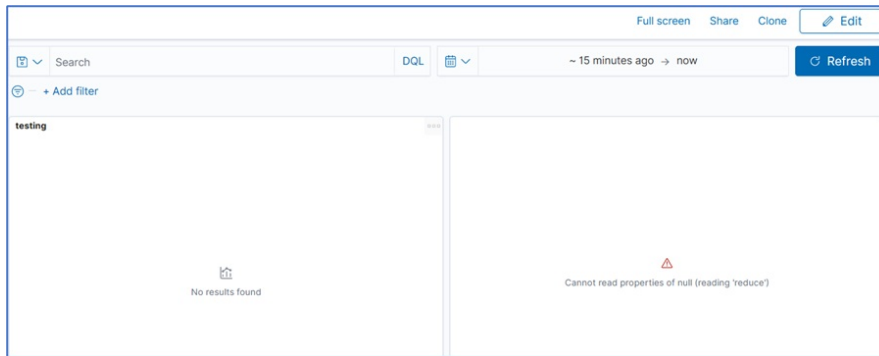 Full screen Share Clone Edit
Search DQL ~ 15 minutes ago → now Refresh
+ Add filter
testing
No results found
Cannot read properties of null (reading 'reduce')